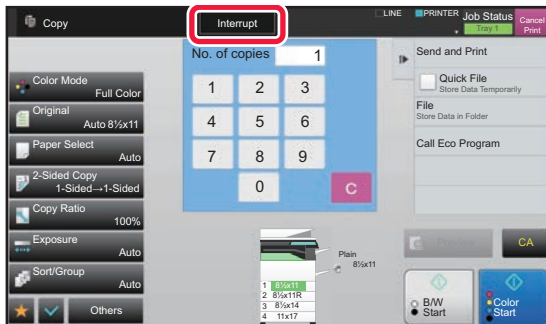 Copy
Interrupt
LINE
PRINTER
Job Status
Tray 1
Cancel
Print
No. of copies
1
Color Mode
Full Color
Original
Auto 8½x11
Paper Select
Auto
2-Sided Copy
1-Sided→1-Sided
Copy Ratio
100%
Exposure
Auto
Sort/Group
Auto
Others
1 2 3
4 5 6
7 8 9
0 C
Plain
8½x11
1 8½x11
2 8½x11R
3 8½x14
4 11x17
Send and Print
Quick File
Store Data Temporarily
File
Store Data in Folder
Call Eco Program
Preview
CA
B/W
Start
Color
Start